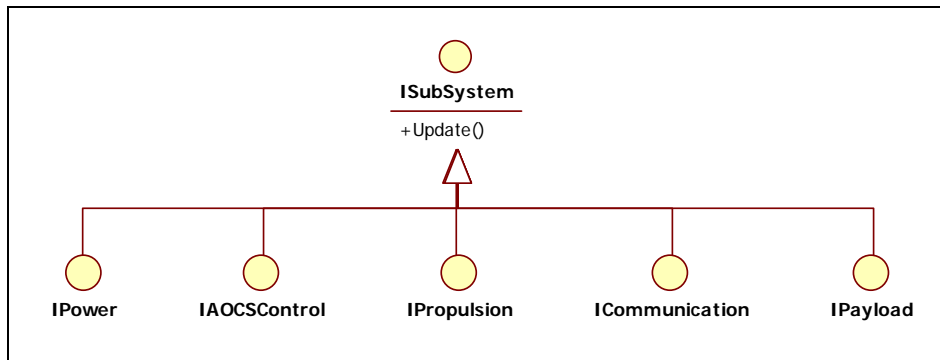 ISubSystem
+Update()
IPower
IAOCSControl
IPropulsion
ICommunication
IPayload